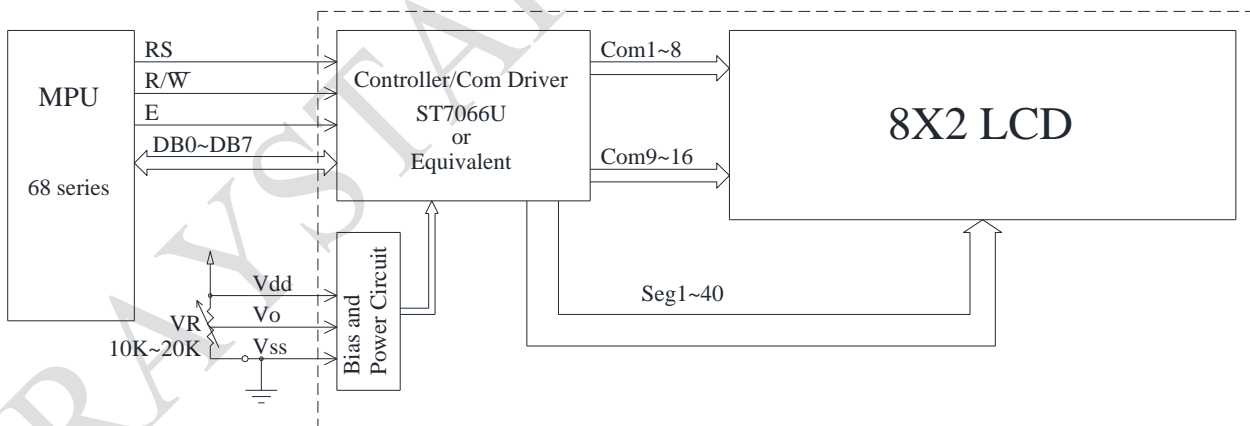 MPU
68 series
RS
R/W̅
E
DB0~DB7
Controller/Com Driver
ST7066U
or
Equivalent
Com1~8
Com9~16
8X2 LCD
Seg1~40
Vdd
Vo
Vss
VR
10K~20K
Bias and
Power Circuit
RAYSTA